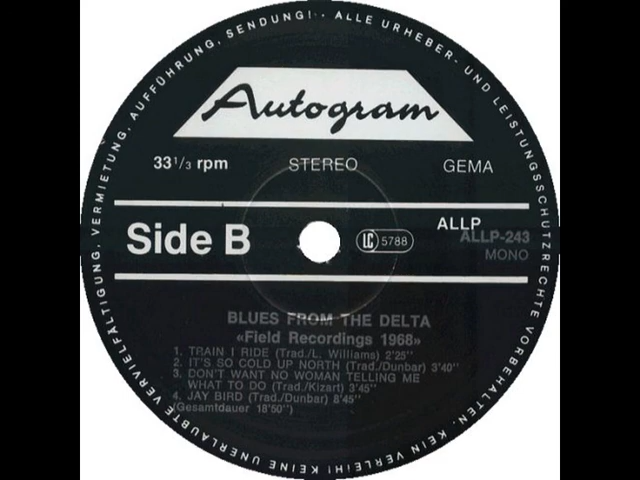 KEINE UNERLAUBTE VERVIELFÄLTIGUNG, VERMIETUNG, AUFFÜHRUNG, SENDUNG! - ALLE URHEBER- UND LEISTUNGSSCHUTZRECHTE VORBEHALTEN. KEIN VERLEIH!
Autogram
33 1/3 rpm STEREO GEMA
Side B LC 5788 ALLP
ALLP-243
MONO
BLUES FROM THE DELTA
«Field Recordings 1968»
1. TRAIN I RIDE (Trad./L. Williams) 2'25"
2. IT'S SO COLD UP NORTH (Trad./Dunbar) 3'40"
3. DON'T WANT NO WOMAN TELLING ME
WHAT TO DO (Trad./Kizart) 3'45"
4. JAY BIRD (Trad./Dunbar) 8'45"
(Gesamtdauer 18'50")